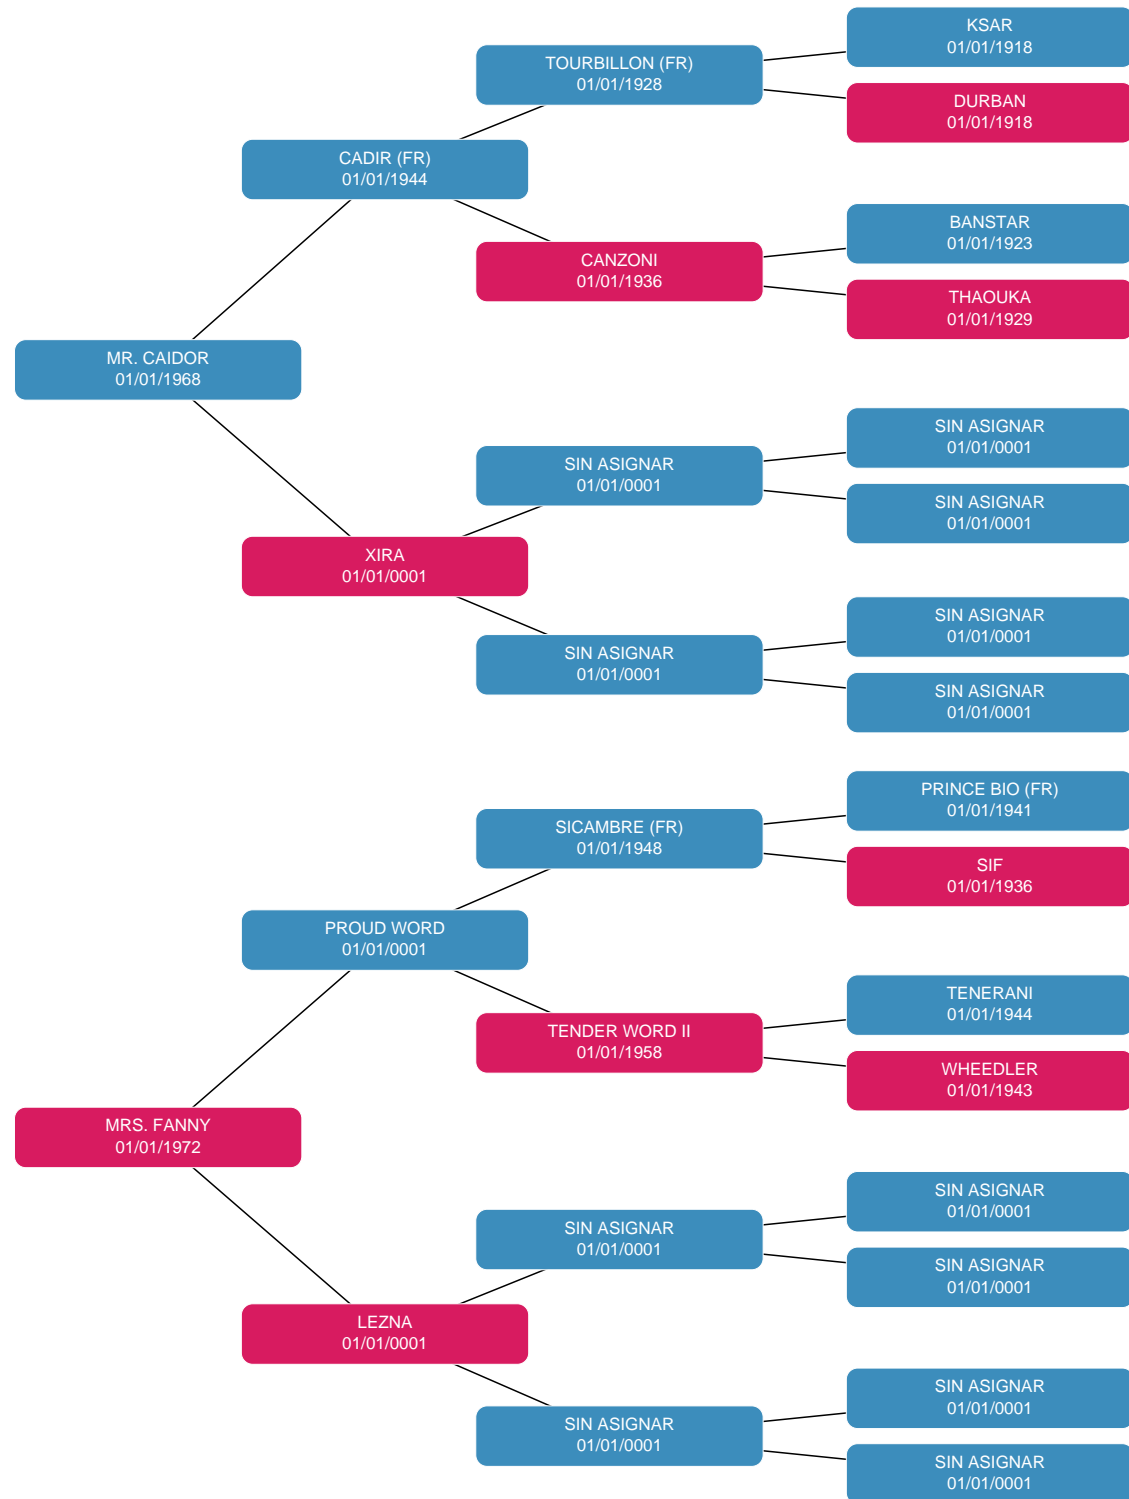 KSAR
01/01/1918
TOURBILLON (FR)
01/01/1928
DURBAN
01/01/1918
CADIR (FR)
01/01/1944
BANSTAR
01/01/1923
CANZONI
01/01/1936
THAOUKA
01/01/1929
MR. CAIDOR
01/01/1968
SIN ASIGNAR
01/01/0001
SIN ASIGNAR
01/01/0001
SIN ASIGNAR
01/01/0001
XIRA
01/01/0001
SIN ASIGNAR
01/01/0001
SIN ASIGNAR
01/01/0001
SIN ASIGNAR
01/01/0001
PRINCE BIO (FR)
01/01/1941
SICAMBRE (FR)
01/01/1948
SIF
01/01/1936
PROUD WORD
01/01/0001
TENERANI
01/01/1944
TENDER WORD II
01/01/1958
WHEEDLER
01/01/1943
MRS. FANNY
01/01/1972
SIN ASIGNAR
01/01/0001
SIN ASIGNAR
01/01/0001
SIN ASIGNAR
01/01/0001
LEZNA
01/01/0001
SIN ASIGNAR
01/01/0001
SIN ASIGNAR
01/01/0001
SIN ASIGNAR
01/01/0001